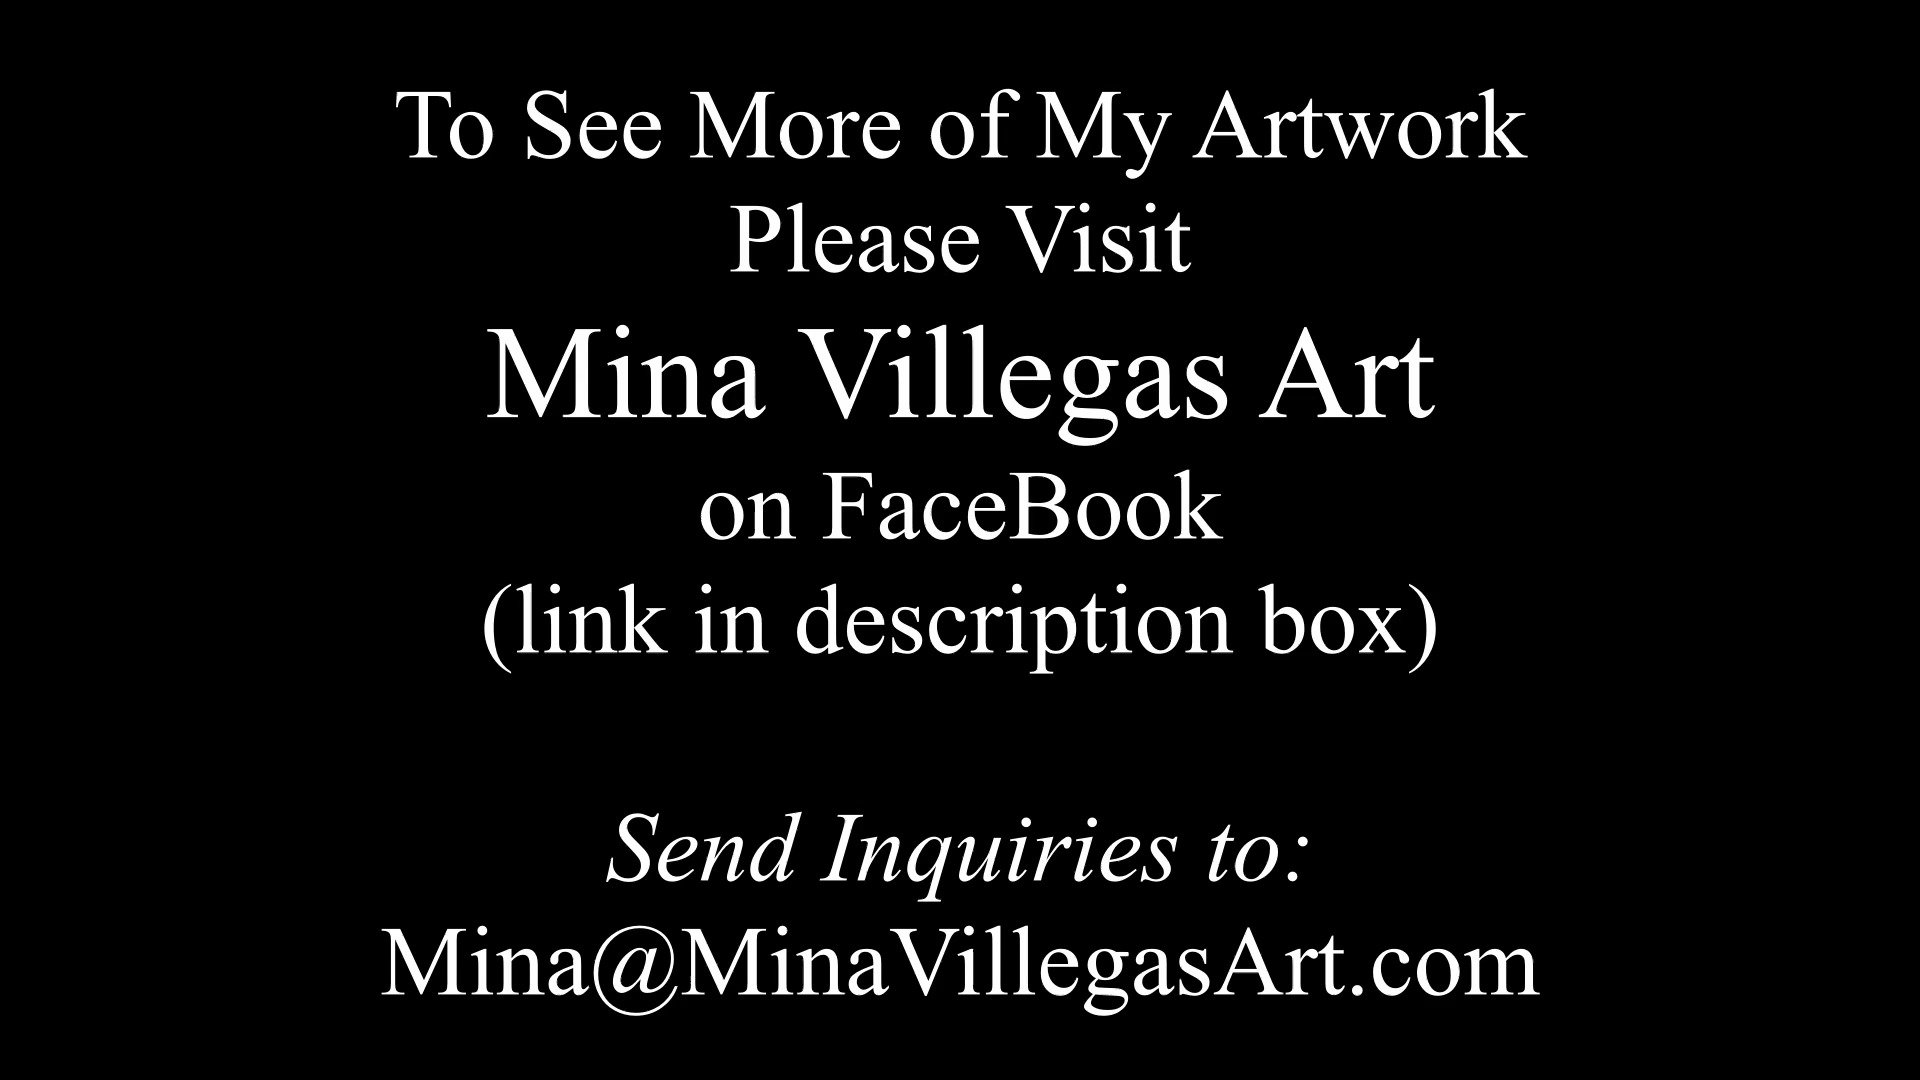 To See More of My Artwork
Please Visit
Mina Villegas Art
on FaceBook
(link in description box)
Send Inquiries to:
Mina@MinaVillegasArt.com